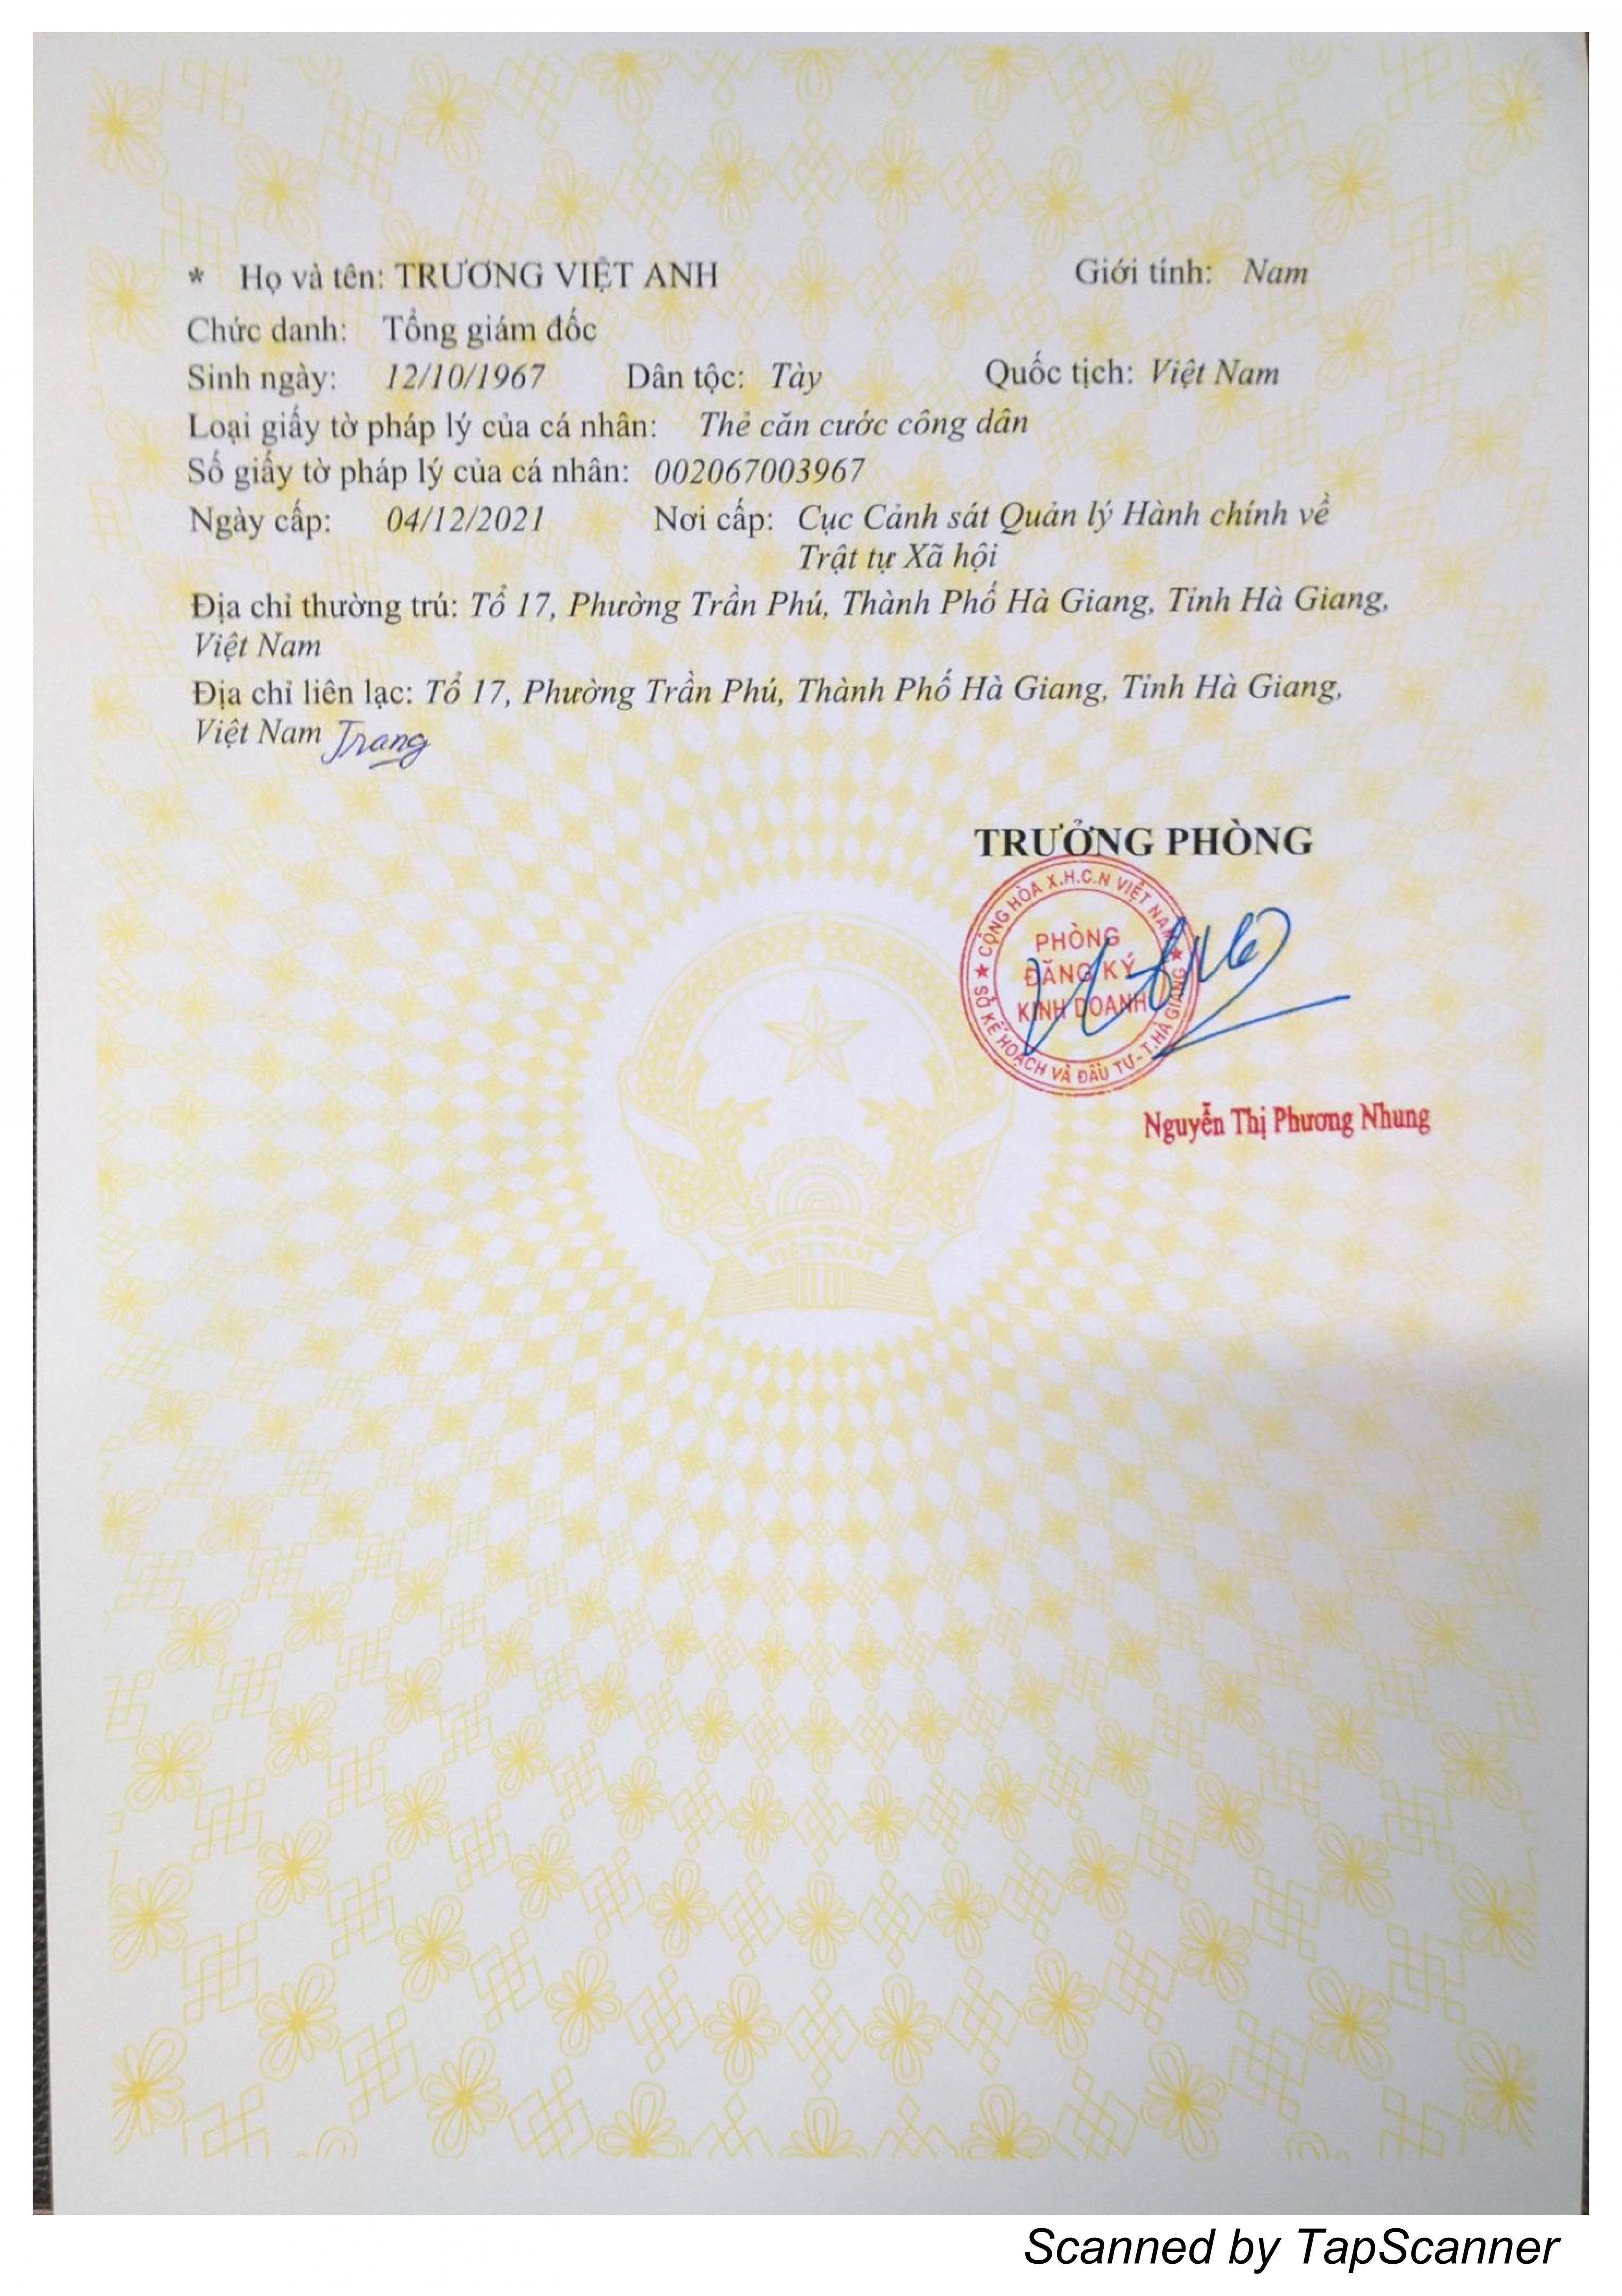 * Họ và tên: TRƯƠNG VIỆT ANH Giới tính: Nam
Chức danh: Tổng giám đốc
Sinh ngày: 12/10/1967 Dân tộc: Tày Quốc tịch: Việt Nam
Loại giấy tờ pháp lý của cá nhân: Thẻ căn cước công dân
Số giấy tờ pháp lý của cá nhân: 002067003967
Ngày cấp: 04/12/2021 Nơi cấp: Cục Cảnh sát Quản lý Hành chính về
Trật tự Xã hội
Địa chỉ thường trú: Tổ 17, Phường Trần Phú, Thành Phố Hà Giang, Tỉnh Hà Giang,
Việt Nam
Địa chỉ liên lạc: Tổ 17, Phường Trần Phú, Thành Phố Hà Giang, Tỉnh Hà Giang,
Việt Nam Trang
TRƯỞNG PHÒNG
★ CỘNG HÒA X.H.C.N VIỆT NAM ★
PHÒNG
ĐĂNG KÝ
KINH DOANH
SỞ KẾ HOẠCH VÀ ĐẦU TƯ - T.HÀ GIANG
Nguyễn Thị Phương Nhung
VIỆT NAM
Scanned by TapScanner